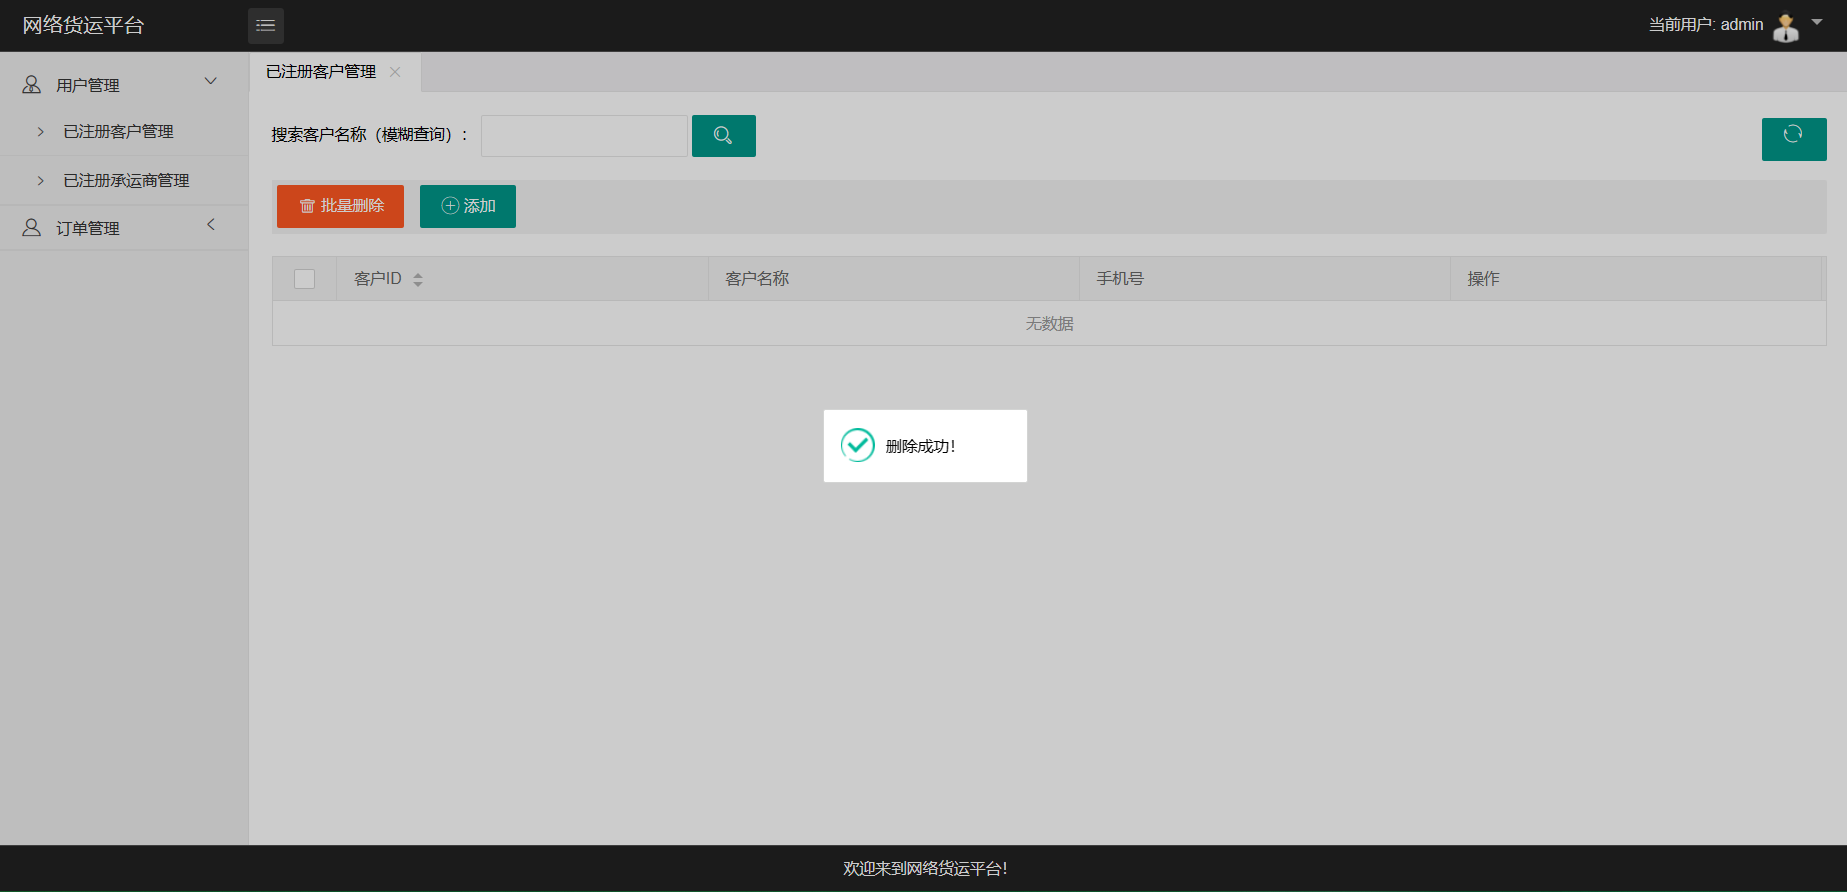 网络货运平台
当前用户: admin
用户管理
已注册客户管理
已注册承运商管理
订单管理
已注册客户管理
搜索客户名称（模糊查询）:
批量删除
添加
客户ID 客户名称 手机号 操作
无数据
删除成功!
欢迎来到网络货运平台!